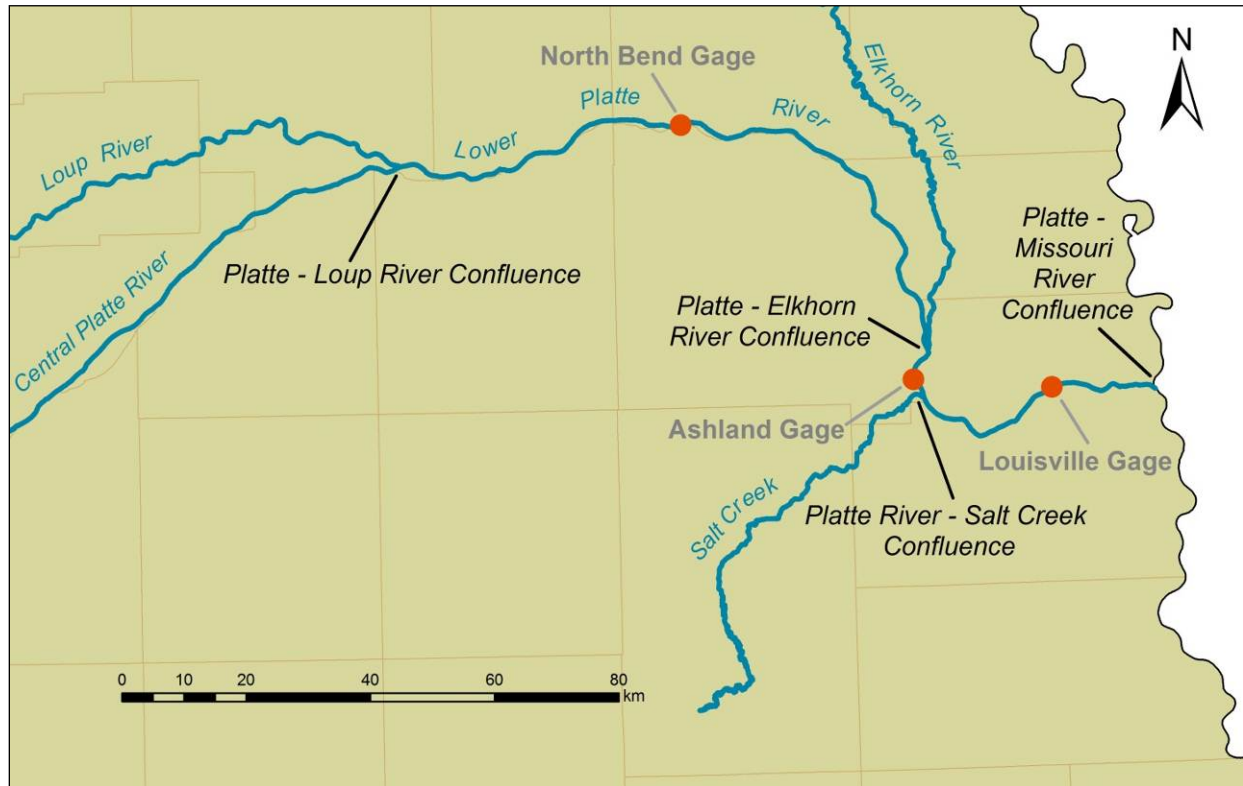 N
North Bend Gage
Elkhorn River
Platte
River
Lower
Loup River
Platte - Loup River Confluence
Central Platte River
Platte -
Missouri
River
Confluence
Platte - Elkhorn
River Confluence
Ashland Gage
Louisville Gage
Salt Creek
Platte River - Salt Creek
Confluence
0 10 20 40 60 80
km